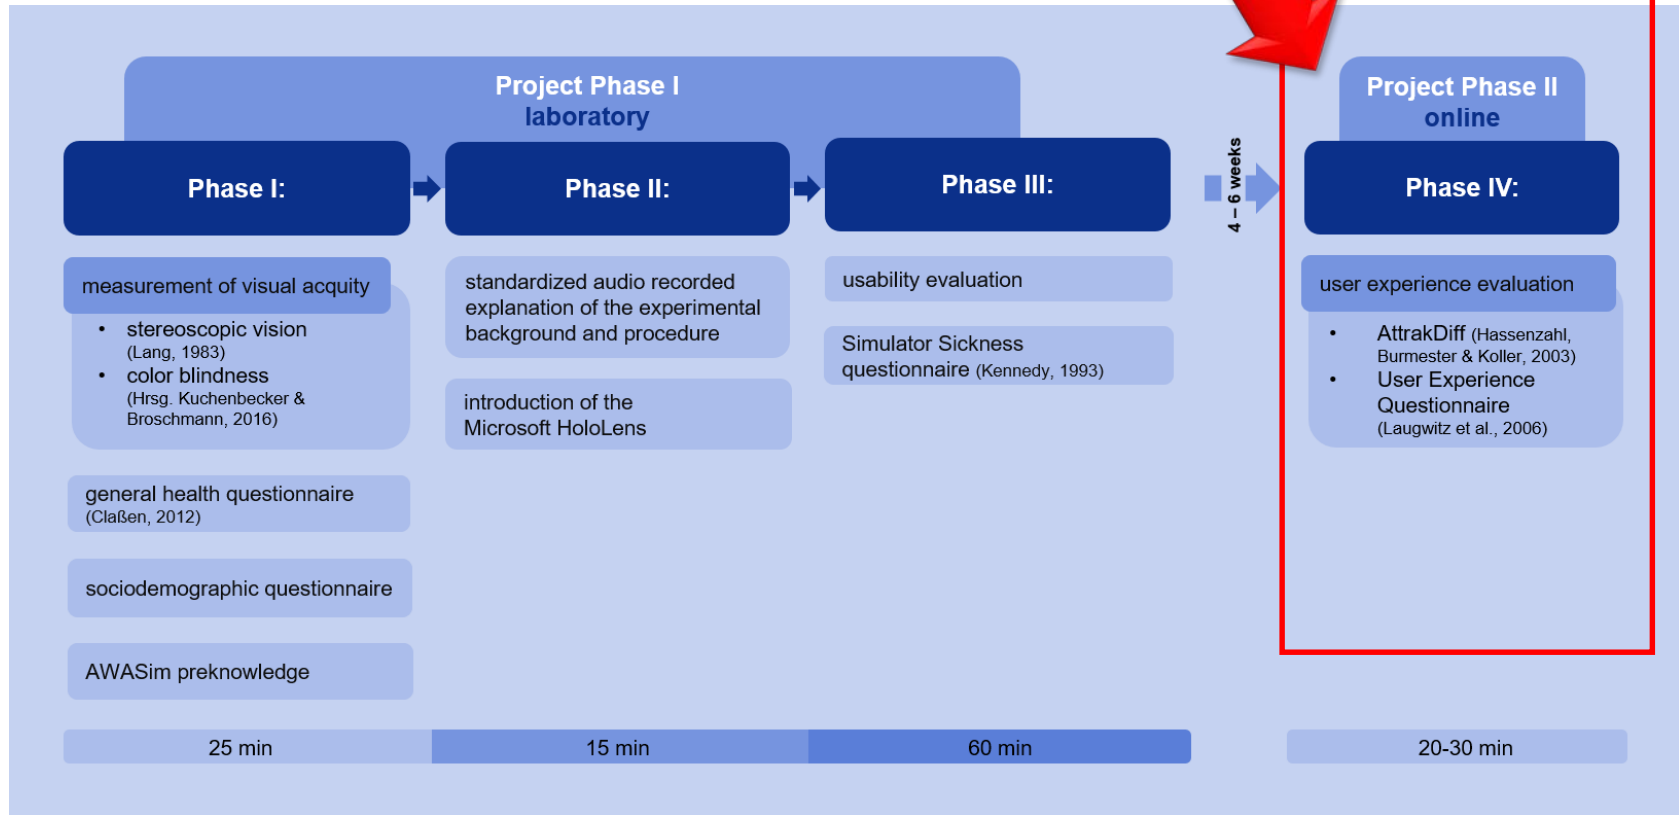 Project Phase I
laboratory
Phase I:
measurement of visual acquity
• stereoscopic vision
(Lang, 1983)
• color blindness
(Hrsg. Kuchenbecker &
Broschmann, 2016)
general health questionnaire
(Claßen, 2012)
sociodemographic questionnaire
AWASim preknowledge
25 min
Phase II:
standardized audio recorded
explanation of the experimental
background and procedure
introduction of the
Microsoft HoloLens
15 min
Phase III:
usability evaluation
Simulator Sickness
questionnaire (Kennedy, 1993)
60 min
4 – 6 weeks
Project Phase II
online
Phase IV:
user experience evaluation
• AttrakDiff (Hassenzahl,
Burmester & Koller, 2003)
• User Experience
Questionnaire
(Laugwitz et al., 2006)
20-30 min